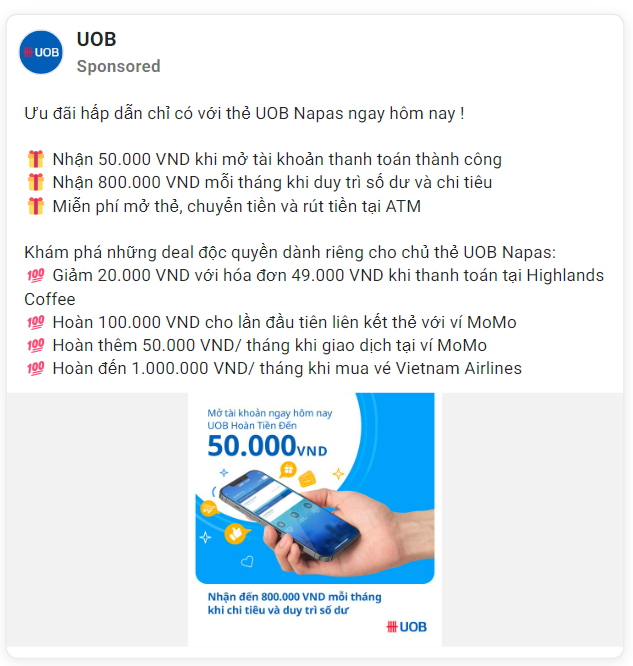 UOB
UOB
Sponsored
Ưu đãi hấp dẫn chỉ có với thẻ UOB Napas ngay hôm nay !
🎁 Nhận 50.000 VND khi mở tài khoản thanh toán thành công
🎁 Nhận 800.000 VND mỗi tháng khi duy trì số dư và chi tiêu
🎁 Miễn phí mở thẻ, chuyển tiền và rút tiền tại ATM
Khám phá những deal độc quyền dành riêng cho chủ thẻ UOB Napas:
💯 Giảm 20.000 VND với hóa đơn 49.000 VND khi thanh toán tại Highlands
Coffee
💯 Hoàn 100.000 VND cho lần đầu tiên liên kết thẻ với ví MoMo
💯 Hoàn thêm 50.000 VND/ tháng khi giao dịch tại ví MoMo
💯 Hoàn đến 1.000.000 VND/ tháng khi mua vé Vietnam Airlines
Mở tài khoản ngay hôm nay
UOB Hoàn Tiền Đến
50.000 VND
Nhận đến 800.000 VND mỗi tháng
khi chi tiêu và duy trì số dư
UOB